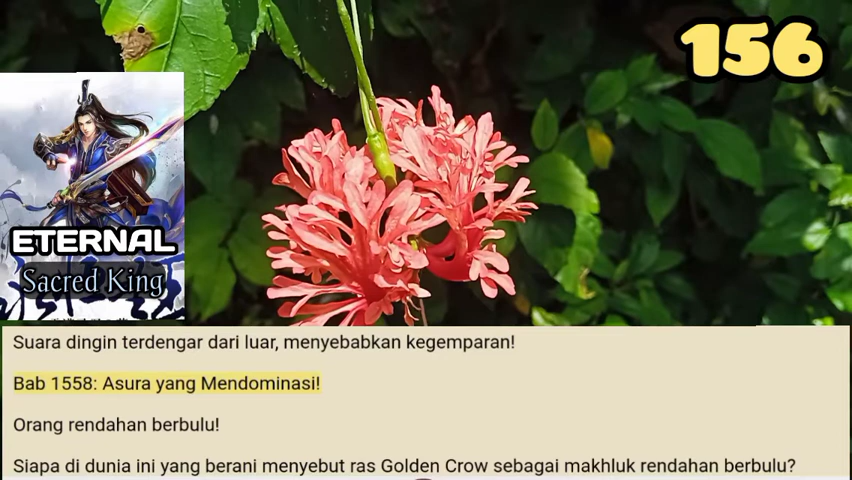 156
ETERNAL
Sacred King
Suara dingin terdengar dari luar, menyebabkan kegemparan!
Bab 1558: Asura yang Mendominasi!
Orang rendahan berbulu!
Siapa di dunia ini yang berani menyebut ras Golden Crow sebagai makhluk rendahan berbulu?